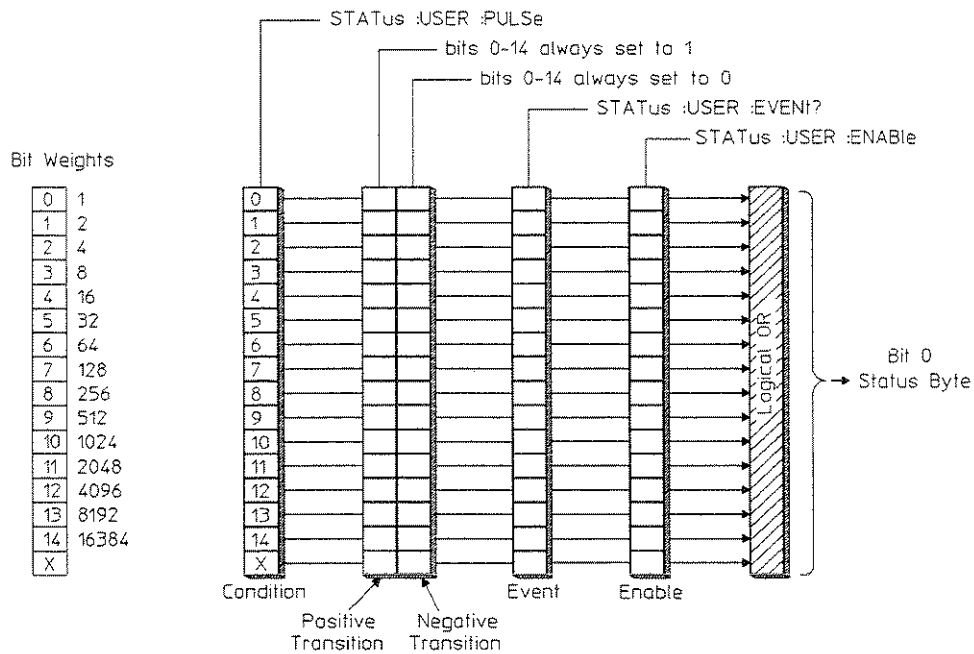 STATus :USER :PULSe
bits 0-14 always set to 1
bits 0-14 always set to 0
STATus :USER :EVENt?
STATus :USER :ENABle
Bit Weights
0 1
1 2
2 4
3 8
4 16
5 32
6 64
7 128
8 256
9 512
10 1024
11 2048
12 4096
13 8192
14 16384
X
0
1
2
3
4
5
6
7
8
9
10
11
12
13
14
X
Logical OR
Bit 0
Status Byte
Condition
Positive
Transition
Negative
Transition
Event
Enable